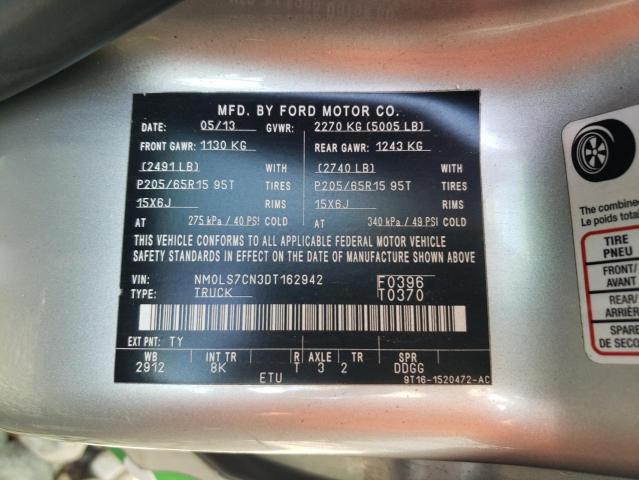 MFD. BY FORD MOTOR CO.
DATE: 05/13 GVWR: 2270 KG (5005 LB)
FRONT GAWR: 1130 KG REAR GAWR: 1243 KG
(2491 LB) WITH (2740 LB) WITH
P205/65R15 95T TIRES P205/65R15 95T TIRES
15X6J RIMS 15X6J RIMS
AT 275 kPa / 40 PSI COLD AT 340 kPa / 49 PSI COLD
THIS VEHICLE CONFORMS TO ALL APPLICABLE FEDERAL MOTOR VEHICLE
SAFETY STANDARDS IN EFFECT ON THE DATE OF MANUFACTURE SHOWN ABOVE
VIN: NM0LS7CN3DT162942 F0396
TYPE: TRUCK T0370
EXT PNT: TY
WB INT TR R AXLE TR SPR
2912 8K T 3 2 DDGG
ETU 9T16-1520472-AC
The combined
Le poids total
TIRE
PNEU
FRONT/
AVANT
REAR/
ARRIÈRE
SPARE
DE SECO